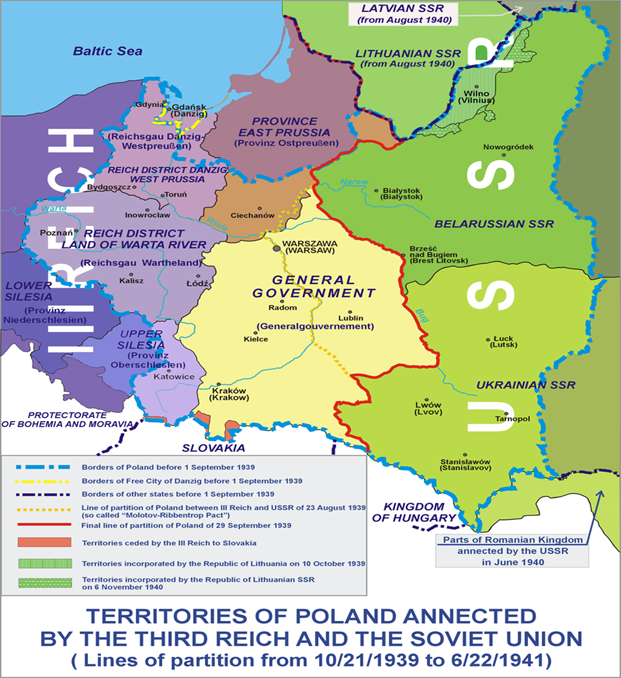 LATVIAN SSR
(from August 1940)
Baltic Sea
LITHUANIAN SSR
(from August 1940)
Wilno
(Vilnius)
Gdynia
Gdańsk
(Danzig)
PROVINCE
EAST PRUSSIA
(Provinz Ostpreußen)
(Reichsgau Danzig-
Westpreußen)
Nowogródek
REICH DISTRICT DANZIG
WEST PRUSSIA
Bydgoszcz
Toruń
Narew
Białystok
(Białystok)
Warta
Inowrocław
Ciechanów
Wisła
BELARUSSIAN SSR
Poznań
REICH DISTRICT
LAND OF WARTA RIVER
(Reichsgau Wartheland)
WARSZAWA
(WARSAW)
Brześć
nad Bugiem
(Brest Litovsk)
Kalisz
Łódź
GENERAL
GOVERNMENT
(Generalgouvernement)
LOWER
SILESIA
(Provinz
Niederschlesien)
III REICH
USSR
Radom
Lublin
Bug
Kielce
UPPER
SILESIA
(Provinz
Oberschlesien)
Katowice
Łuck
(Lutsk)
UKRAINIAN SSR
Kraków
(Krakow)
Lwów
(Lvov)
Tarnopol
PROTECTORATE
OF BOHEMIA AND MORAVIA
SLOVAKIA
Stanisławów
(Stanislavov)
KINGDOM
OF HUNGARY
Parts of Romanian Kingdom
annected by the USSR
in June 1940
Borders of Poland before 1 September 1939
Borders of Free City of Danzig before 1 September 1939
Borders of other states before 1 September 1939
Line of partition of Poland between III Reich and USSR of 23 August 1939
(so called "Molotov-Ribbentrop Pact")
Final line of partition of Poland of 29 September 1939
Territories ceded by the III Reich to Slovakia
Territories incorporated by the Republic of Lithuania on 10 October 1939
Territories incorporated by the Republic of Lithuanian SSR
on 6 November 1940
TERRITORIES OF POLAND ANNECTED
BY THE THIRD REICH AND THE SOVIET UNION
( Lines of partition from 10/21/1939 to 6/22/1941)